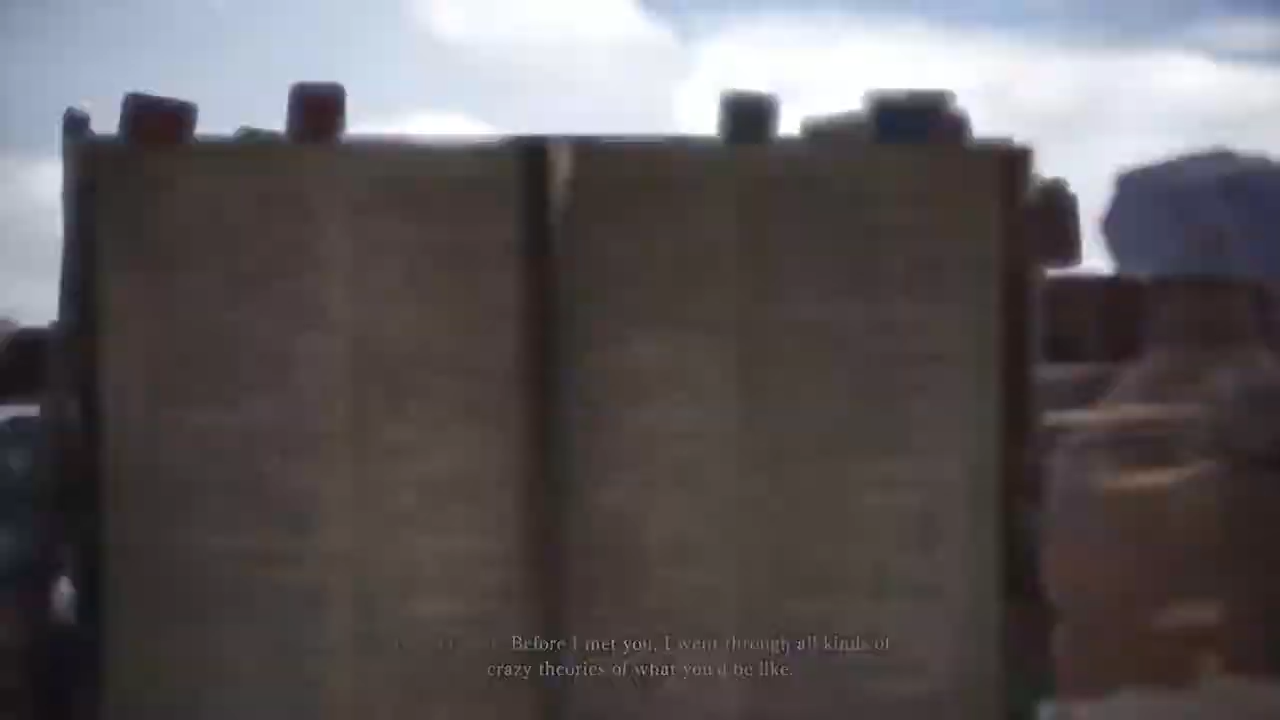 Before I met you, I went through all kinds of
crazy theories of what you'd be like.